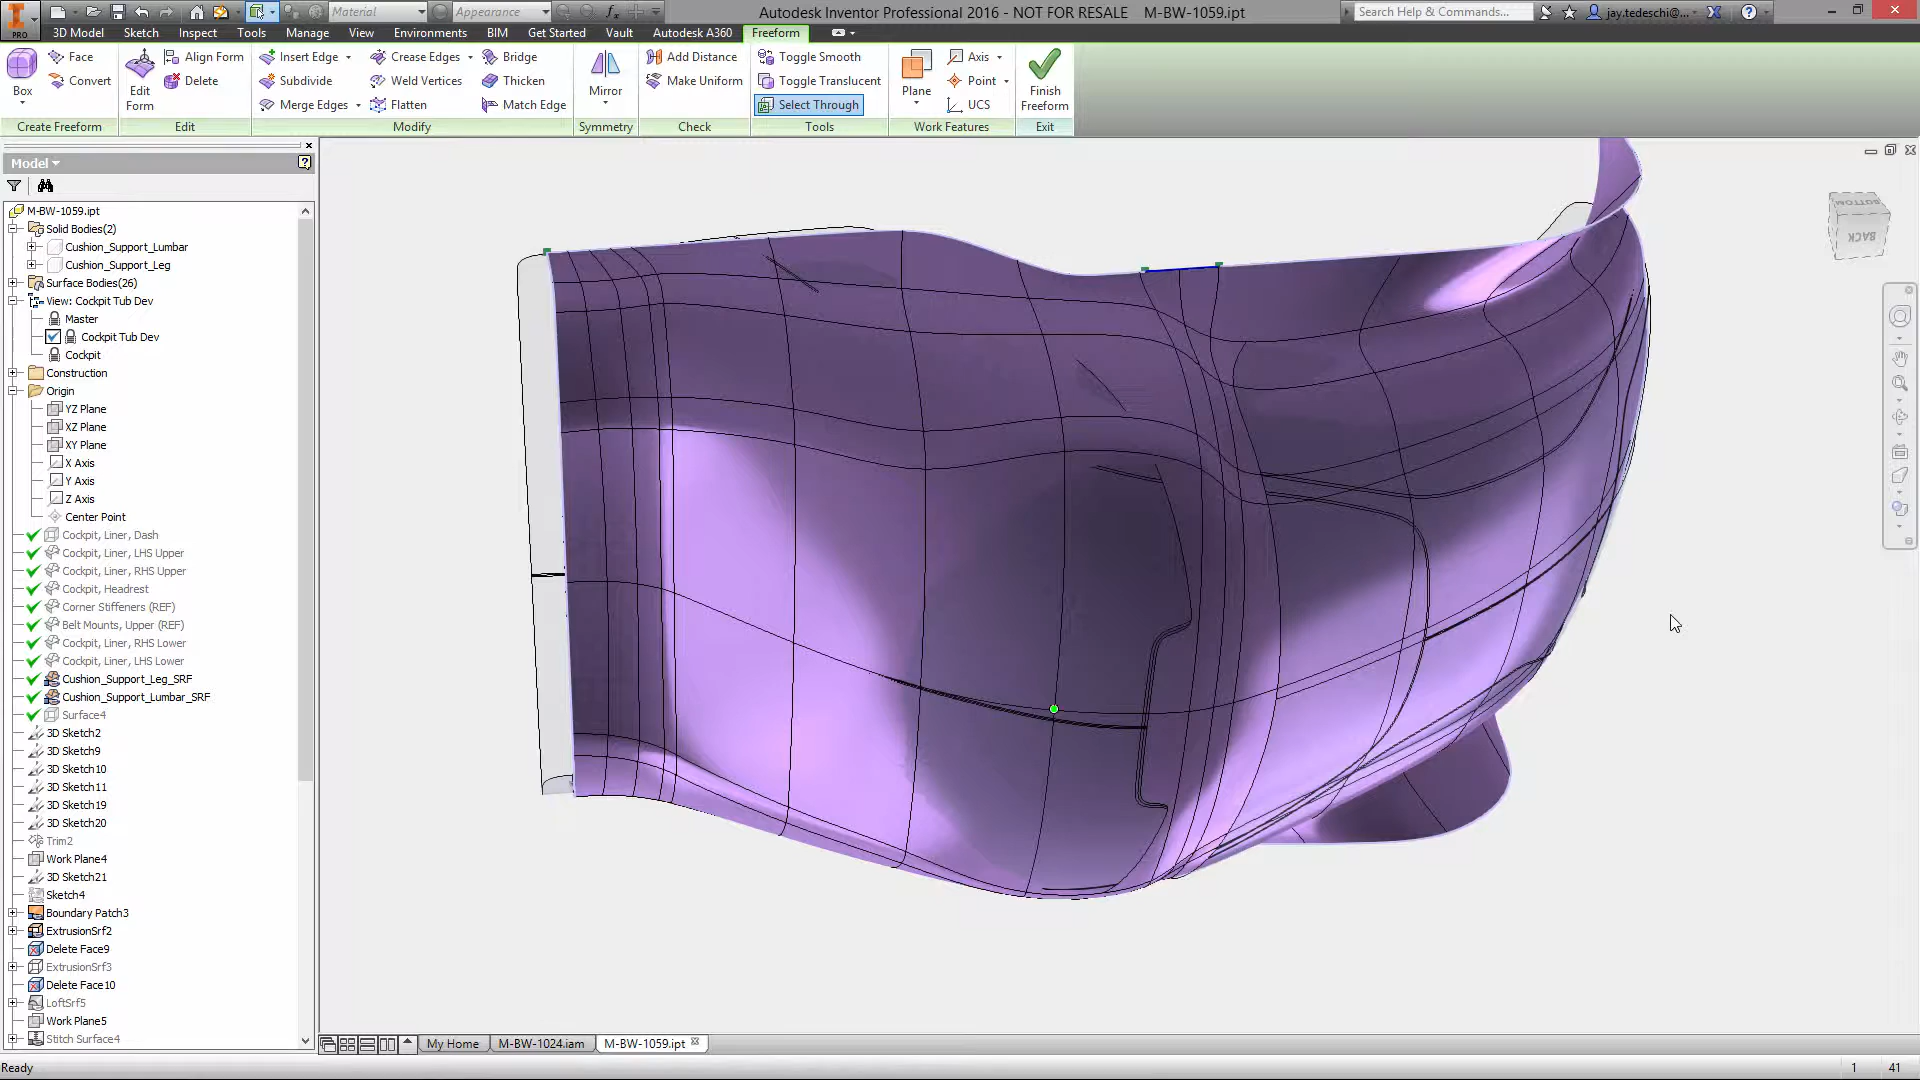 Material
Appearance
Autodesk Inventor Professional 2016 - NOT FOR RESALE M-BW-1059.ipt
Search Help & Commands...
jay.tedeschi@...
PRO
3D Model Sketch Inspect Tools Manage View Environments BIM Get Started Vault Autodesk A360 Freeform
Box
Face
Convert
Create Freeform
Edit Form
Align Form
Delete
Edit
Insert Edge
Subdivide
Merge Edges
Crease Edges
Weld Vertices
Flatten
Bridge
Thicken
Match Edge
Modify
Mirror
Symmetry
Add Distance
Make Uniform
Check
Toggle Smooth
Toggle Translucent
Select Through
Tools
Plane
Axis
Point
UCS
Work Features
Finish Freeform
Exit
Model
M-BW-1059.ipt
Solid Bodies(2)
Cushion_Support_Lumbar
Cushion_Support_Leg
Surface Bodies(26)
View: Cockpit Tub Dev
Master
Cockpit Tub Dev
Cockpit
Construction
Origin
YZ Plane
XZ Plane
XY Plane
X Axis
Y Axis
Z Axis
Center Point
Cockpit, Liner, Dash
Cockpit, Liner, LHS Upper
Cockpit, Liner, RHS Upper
Cockpit, Headrest
Corner Stiffeners (REF)
Belt Mounts, Upper (REF)
Cockpit, Liner, RHS Lower
Cockpit, Liner, LHS Lower
Cushion_Support_Leg_SRF
Cushion_Support_Lumbar_SRF
Surface4
3D Sketch2
3D Sketch9
3D Sketch10
3D Sketch11
3D Sketch19
3D Sketch20
Trim2
Work Plane4
3D Sketch21
Sketch4
Boundary Patch3
ExtrusionSrf2
Delete Face9
ExtrusionSrf3
Delete Face10
LoftSrf5
Work Plane5
Stitch Surface4
BOTTOM
BACK
My Home M-BW-1024.iam M-BW-1059.ipt
Ready
1 41